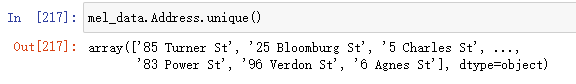 In [217]: mel_data.Address.unique()
Out[217]: array(['85 Turner St', '25 Bloomburg St', '5 Charles St', ...,
'83 Power St', '96 Verdon St', '6 Agnes St'], dtype=object)